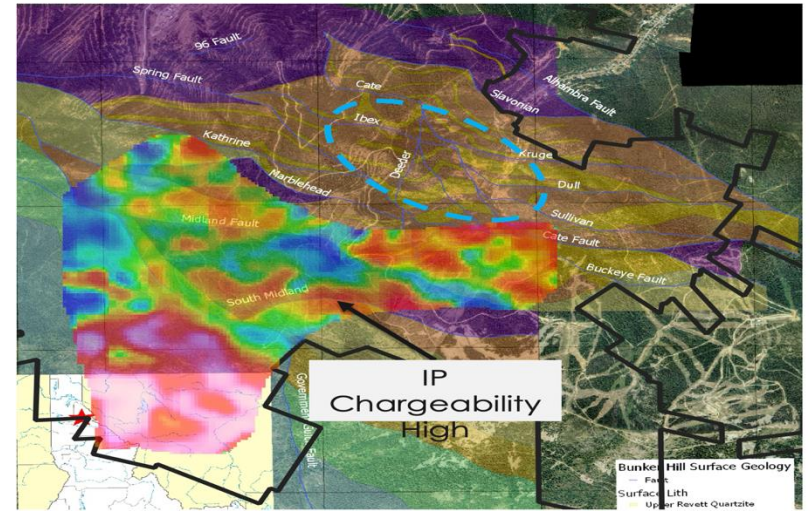 96 Fault
Spring Fault
Cate
Ibex
Alhambra Fault
Slavonian
Kathrine
Deeder
Kruge
Marblehead
Dull
Midland Fault
Sullivan
Cate Fault
Buckeye Fault
South Midland
IP
Chargeability
High
Bunker Hill Surface Geology
Fault
Surface Lith
Upper Revett Quartzite